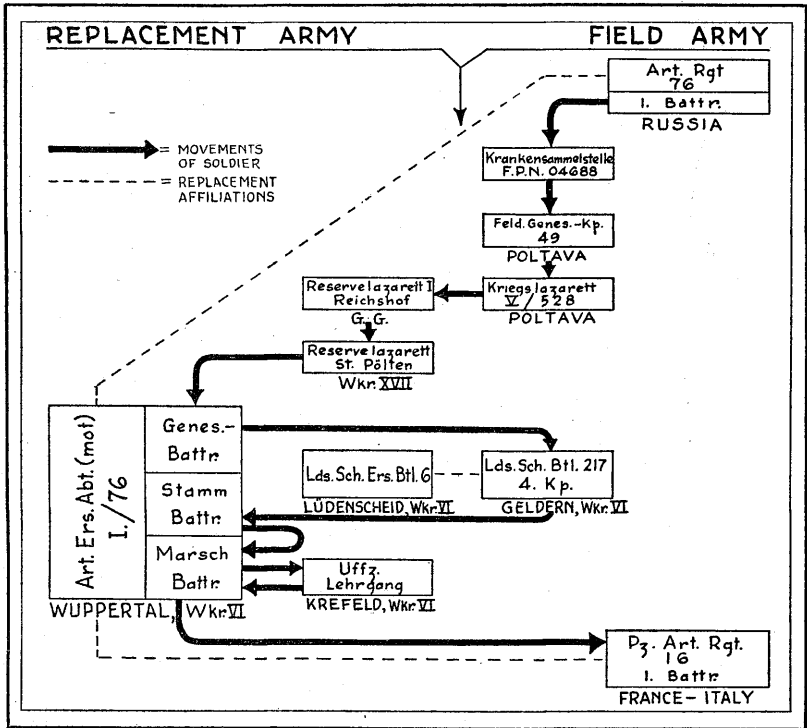 REPLACEMENT ARMY
FIELD ARMY
Art. Rgt
76
1. Battr.
RUSSIA
= MOVEMENTS
OF SOLDIER
= REPLACEMENT
AFFILIATIONS
Krankensammelstelle
F.P.N. 04688
Feld. Genes.-Kp.
49
POLTAVA
Kriegslazarett
V/528
POLTAVA
Reservelazarett I
Reichshof
G. G.
Reservelazarett
St. Pölten
Wkr. XVII
Art. Ers. Abt. (mot)
I./76
Genes.-
Battr.
Stamm
Battr.
Marsch
Battr.
WUPPERTAL, Wkr. VI
Lds. Sch. Ers. Btl. 6
LÜDENSCHEID, Wkr. VI
Lds. Sch. Btl. 217
4. Kp.
GELDERN, Wkr. VI
Uffz.
Lehrgang
KREFELD, Wkr. VI
Pz. Art. Rgt.
16
1. Battr.
FRANCE - ITALY